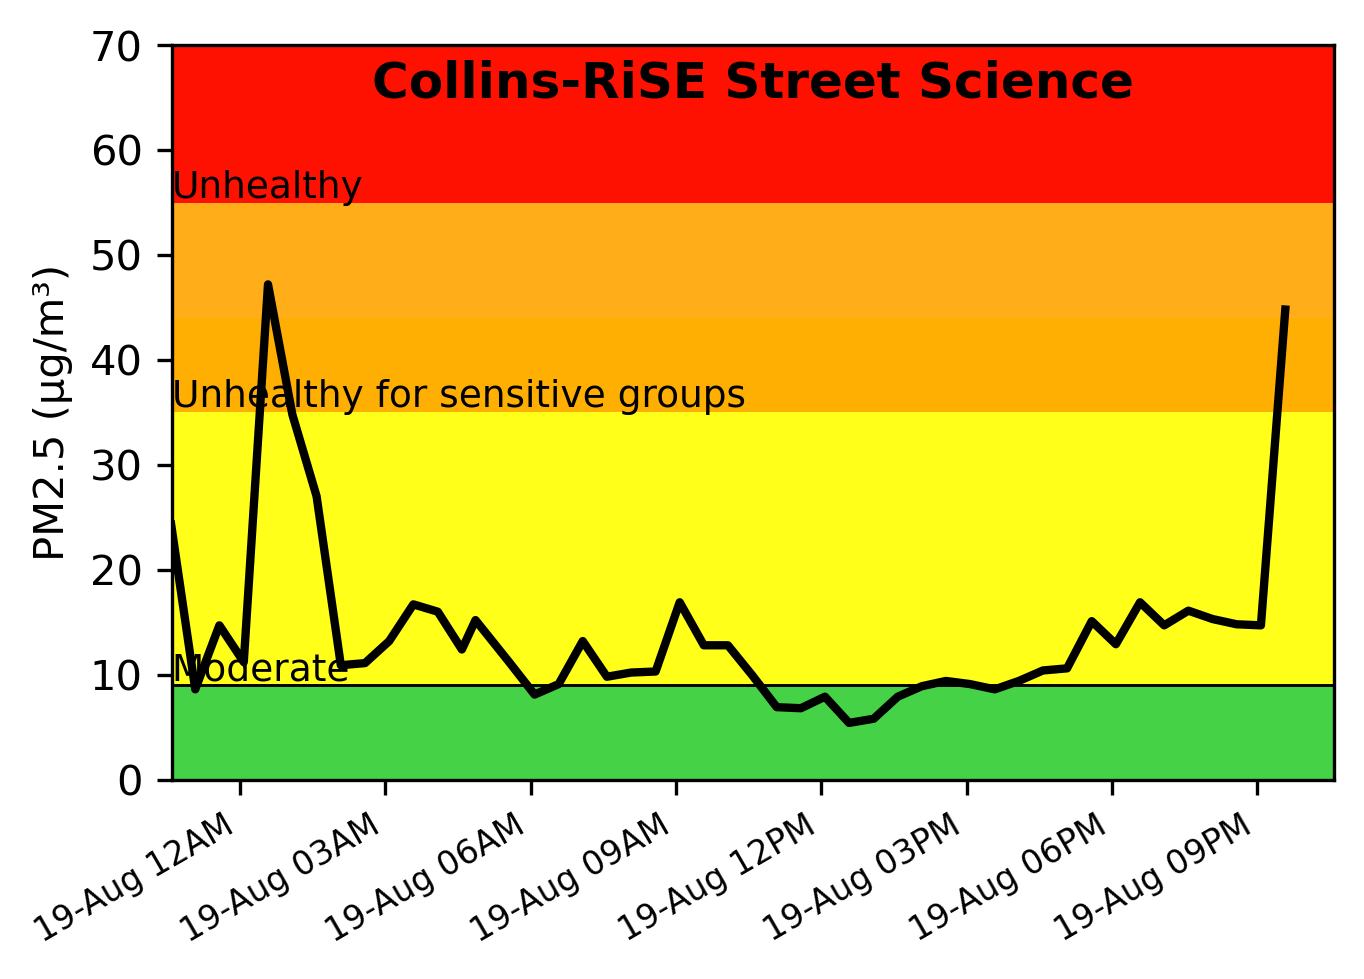 Collins-RiSE Street Science
70
60
50
40
30
20
10
0
PM2.5 (µg/m³)
Unhealthy
Unhealthy for sensitive groups
Moderate
19-Aug 12AM
19-Aug 03AM
19-Aug 06AM
19-Aug 09AM
19-Aug 12PM
19-Aug 03PM
19-Aug 06PM
19-Aug 09PM